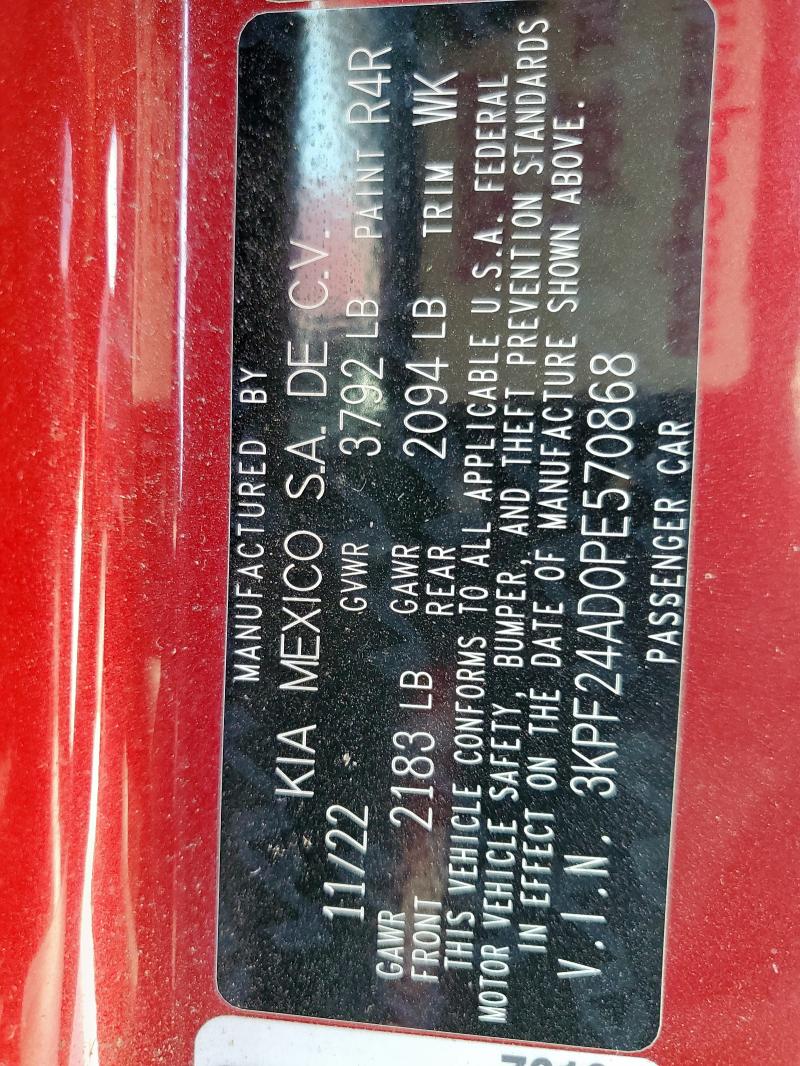 MANUFACTURED BY
KIA MEXICO S.A. DE C.V.
11/22 GVWR 3792 LB PAINT R4R
GAWR FRONT 2183 LB GAWR REAR 2094 LB TRIM WK
THIS VEHICLE CONFORMS TO ALL APPLICABLE U.S.A. FEDERAL
MOTOR VEHICLE SAFETY, BUMPER, AND THEFT PREVENTION STANDARDS
IN EFFECT ON THE DATE OF MANUFACTURE SHOWN ABOVE.
V.I.N. 3KPF24AD0PE570868
PASSENGER CAR